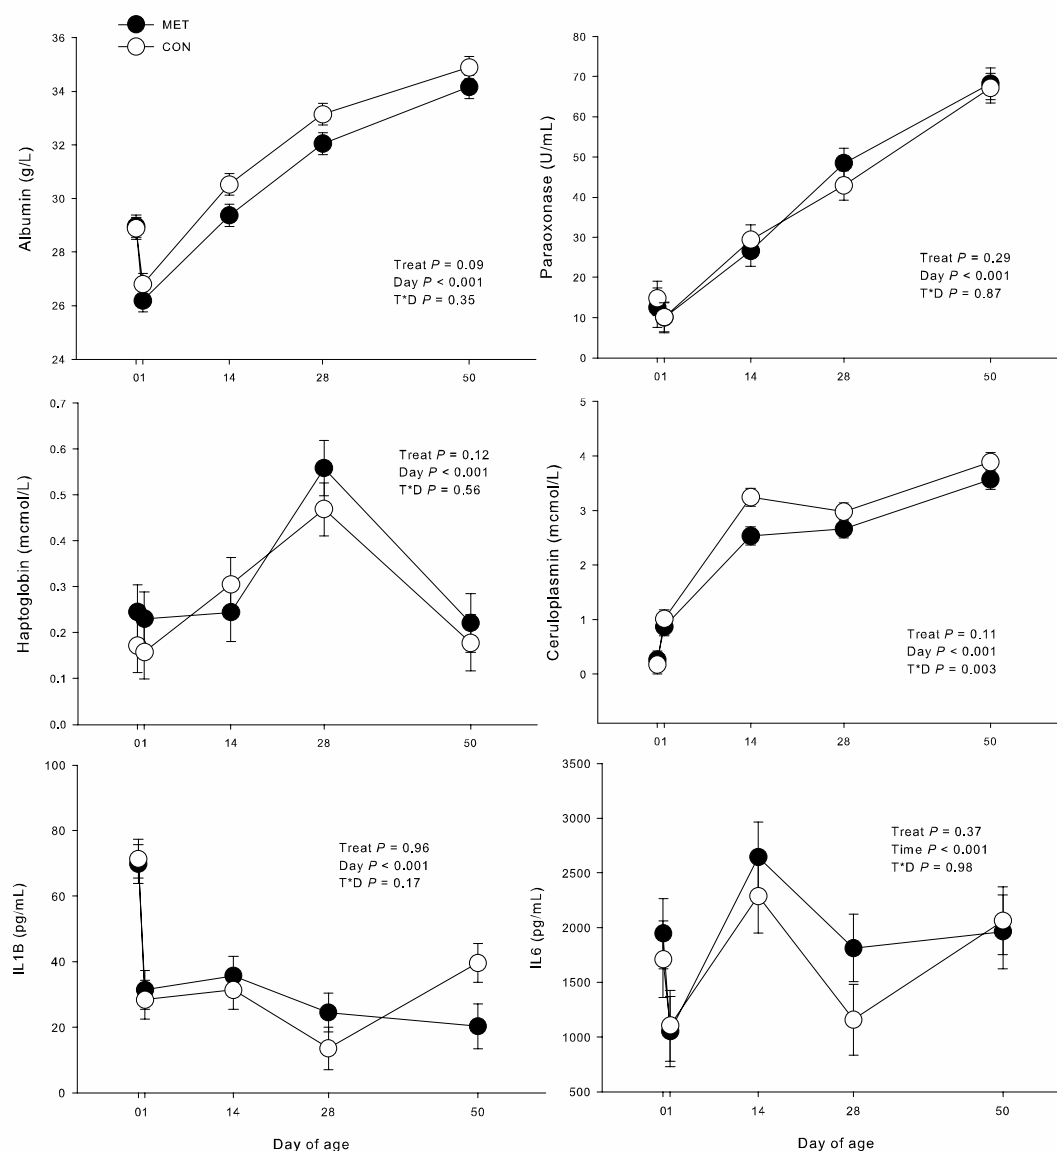 MET
CON
Albumin (g/L)
36
34
32
30
28
26
24
Treat P = 0.09
Day P < 0.001
T*D P = 0.35
01 14 28 50
Paraoxonase (U/mL)
80
70
60
50
40
30
20
10
0
Treat P = 0.29
Day P < 0.001
T*D P = 0.87
01 14 28 50
Haptoglobin (mcmol/L)
0.7
0.6
0.5
0.4
0.3
0.2
0.1
0.0
Treat P = 0.12
Day P < 0.001
T*D P = 0.56
01 14 28 50
Ceruloplasmin (mcmol/L)
5
4
3
2
1
0
Treat P = 0.11
Day P < 0.001
T*D P = 0.003
01 14 28 50
IL1B (pg/mL)
100
80
60
40
20
0
Treat P = 0.96
Day P < 0.001
T*D P = 0.17
01 14 28 50
Day of age
IL6 (pg/mL)
3500
3000
2500
2000
1500
1000
500
Treat P = 0.37
Time P < 0.001
T*D P = 0.98
01 14 28 50
Day of age